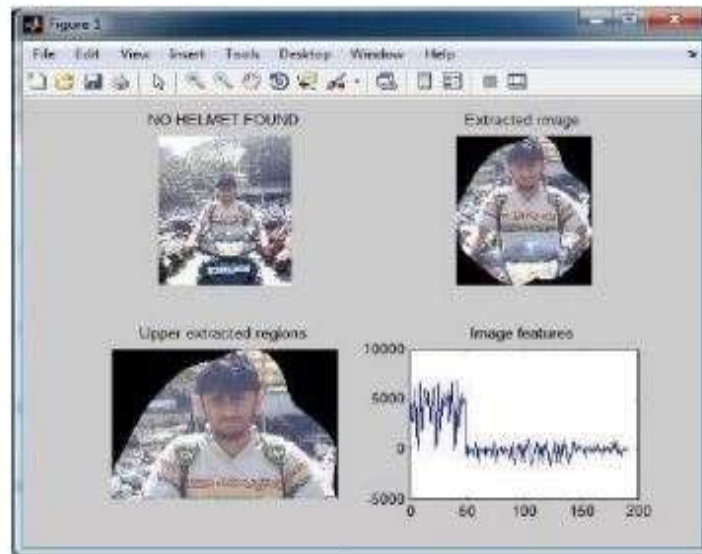 Figure 1
File Edit View Insert Tools Desktop Window Help
NO HELMET FOUND
Extracted image
Upper extracted regions
Image features
10000
5000
0
-5000
0 50 100 150 200